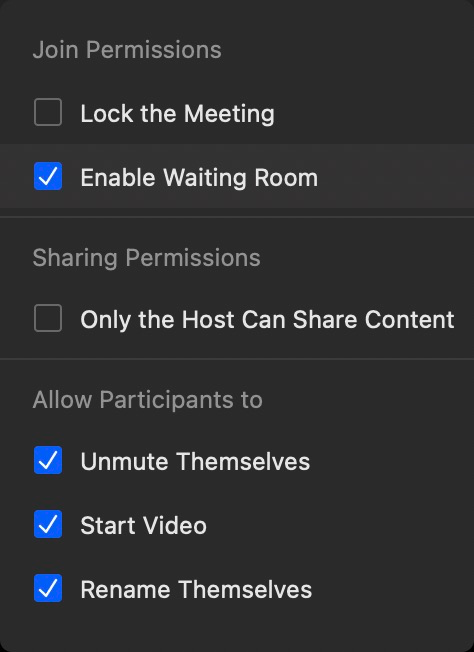 Join Permissions
Lock the Meeting
Enable Waiting Room
Sharing Permissions
Only the Host Can Share Content
Allow Participants to
Unmute Themselves
Start Video
Rename Themselves